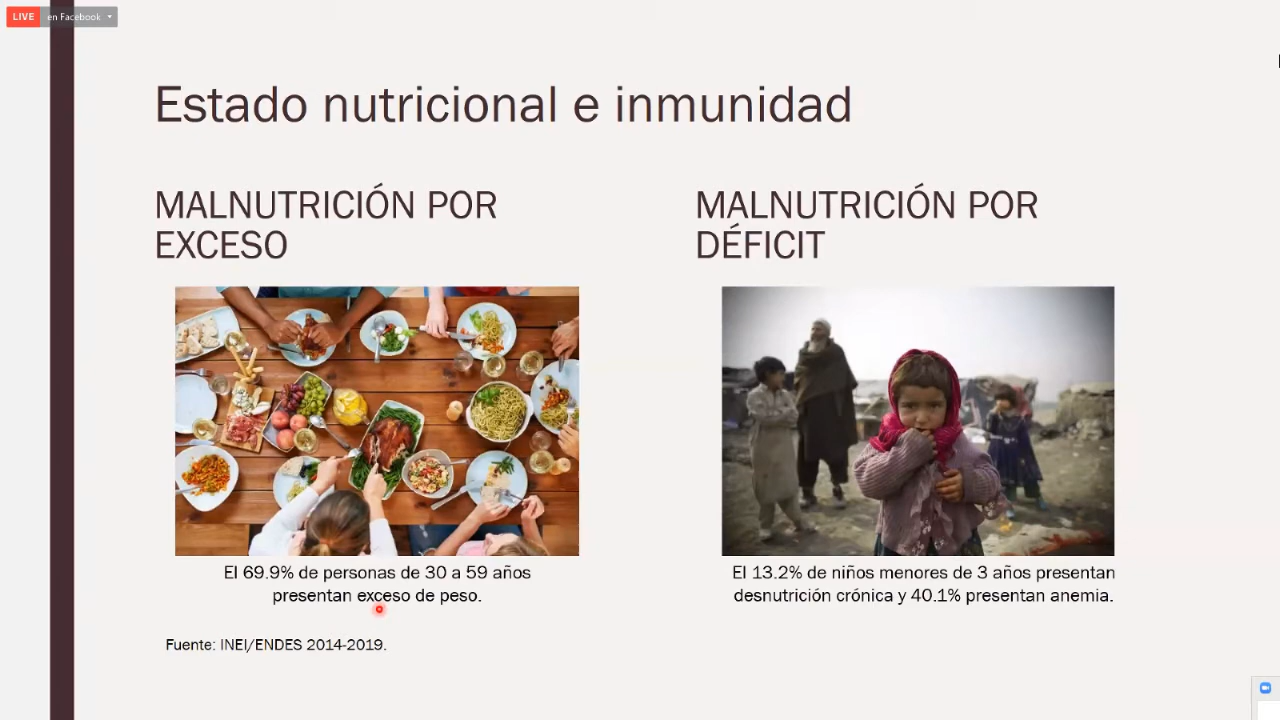 LIVE en Facebook
Estado nutricional e inmunidad
MALNUTRICIÓN POR
EXCESO
MALNUTRICIÓN POR
DÉFICIT
El 69.9% de personas de 30 a 59 años
presentan exceso de peso.
El 13.2% de niños menores de 3 años presentan
desnutrición crónica y 40.1% presentan anemia.
Fuente: INEI/ENDES 2014-2019.